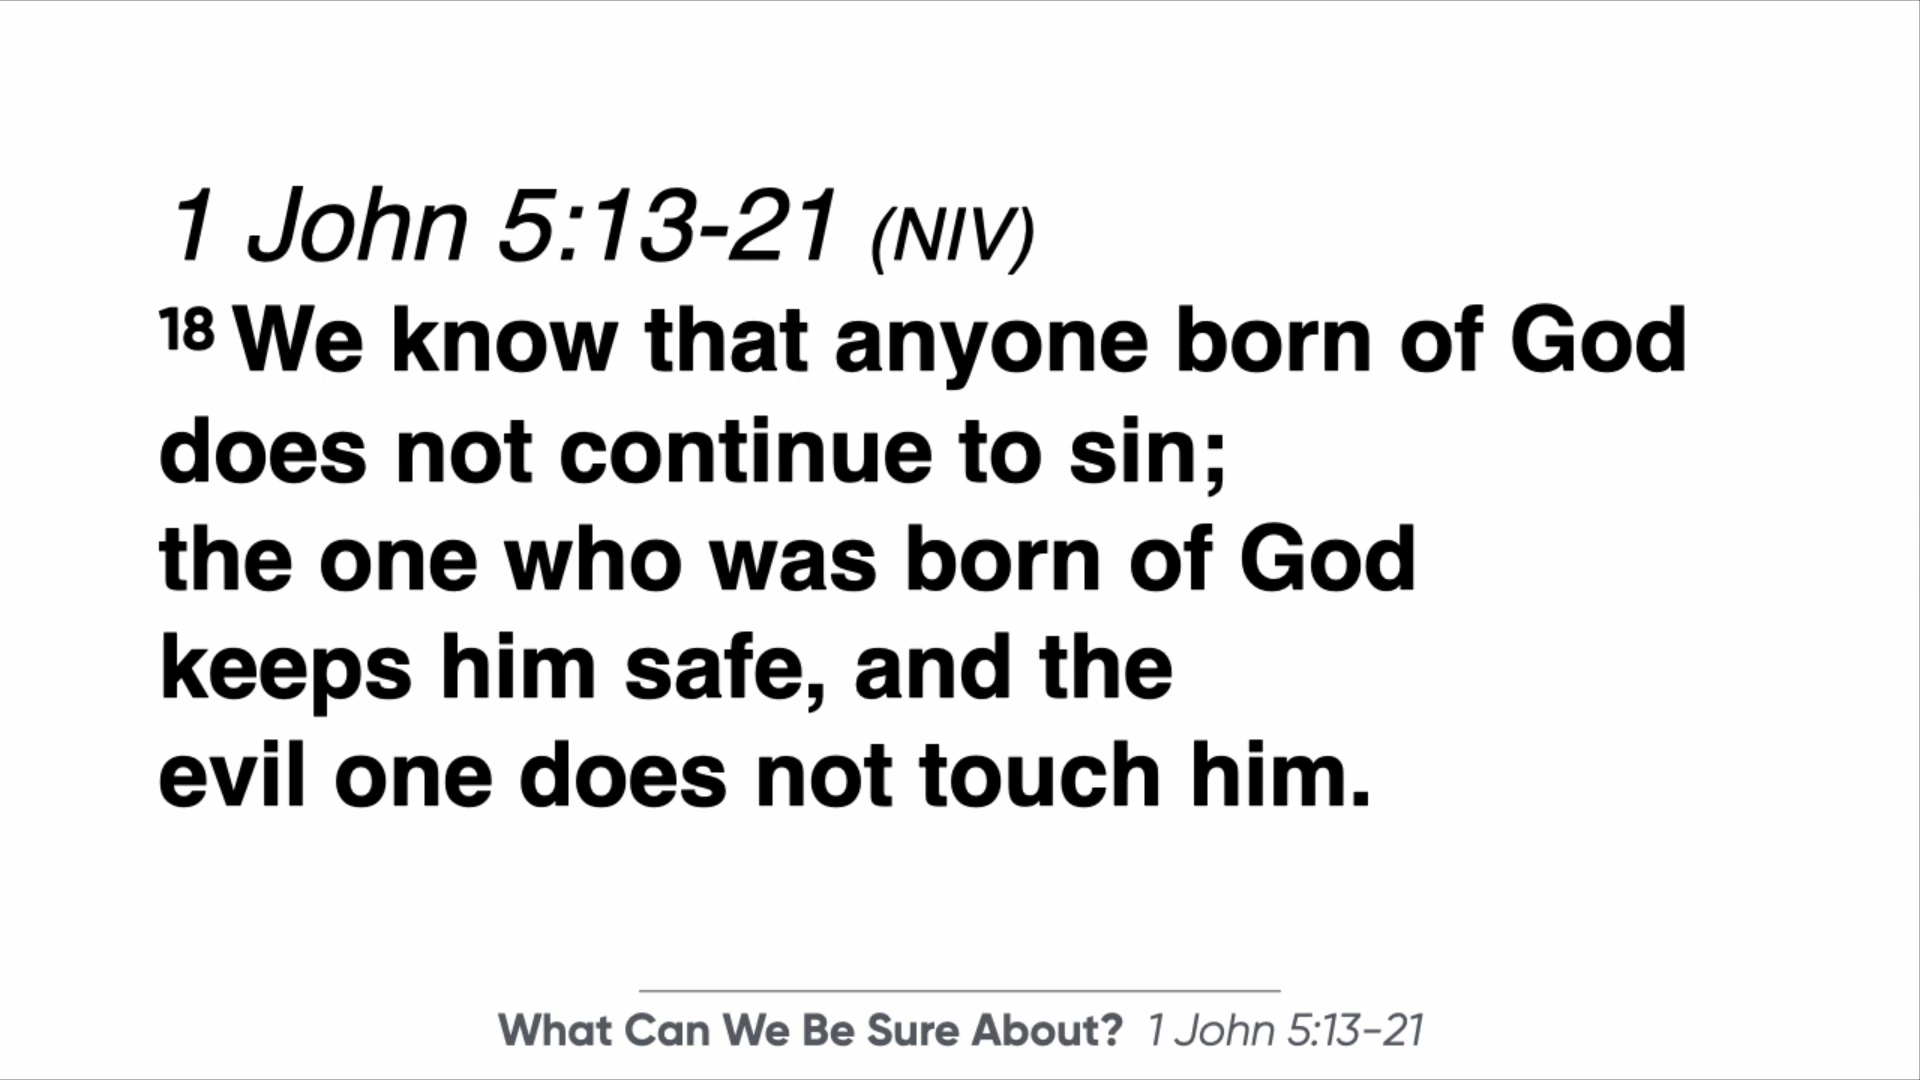 1 John 5:13-21 (NIV)
18 We know that anyone born of God
does not continue to sin;
the one who was born of God
keeps him safe, and the
evil one does not touch him.
What Can We Be Sure About? 1 John 5:13–21